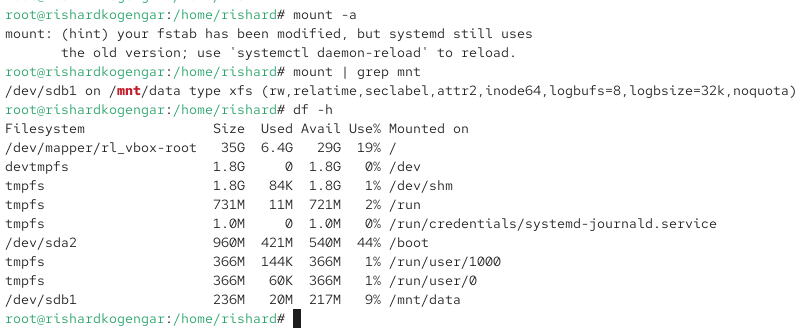 root@rishardkogengar:/home/rishard# mount -a
mount: (hint) your fstab has been modified, but systemd still uses
       the old version; use 'systemctl daemon-reload' to reload.
root@rishardkogengar:/home/rishard# mount | grep mnt
/dev/sdb1 on /mnt/data type xfs (rw,relatime,seclabel,attr2,inode64,logbufs=8,logbsize=32k,noquota)
root@rishardkogengar:/home/rishard# df -h
Filesystem                Size  Used Avail Use% Mounted on
/dev/mapper/rl_vbox-root   35G  6.4G   29G  19% /
devtmpfs                  1.8G     0  1.8G   0% /dev
tmpfs                     1.8G   84K  1.8G   1% /dev/shm
tmpfs                     731M   11M  721M   2% /run
tmpfs                     1.0M     0  1.0M   0% /run/credentials/systemd-journald.service
/dev/sda2                 960M  421M  540M  44% /boot
tmpfs                     366M  144K  366M   1% /run/user/1000
tmpfs                     366M   60K  366M   1% /run/user/0
/dev/sdb1                 236M   20M  217M   9% /mnt/data
root@rishardkogengar:/home/rishard#